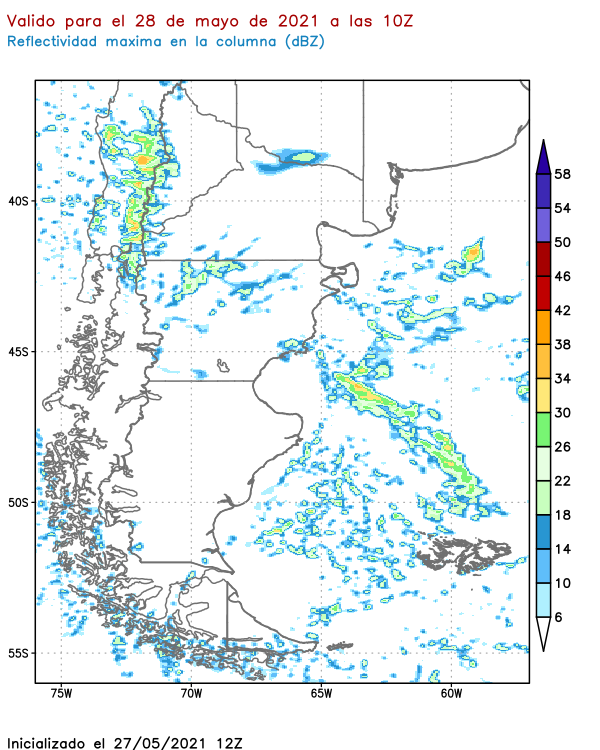 Valido para el 28 de mayo de 2021 a las 10Z
Reflectividad maxima en la columna (dBZ)
58
54
50
46
42
38
34
30
26
22
18
14
10
6
40S
45S
50S
55S
75W
70W
65W
60W
Inicializado el 27/05/2021 12Z